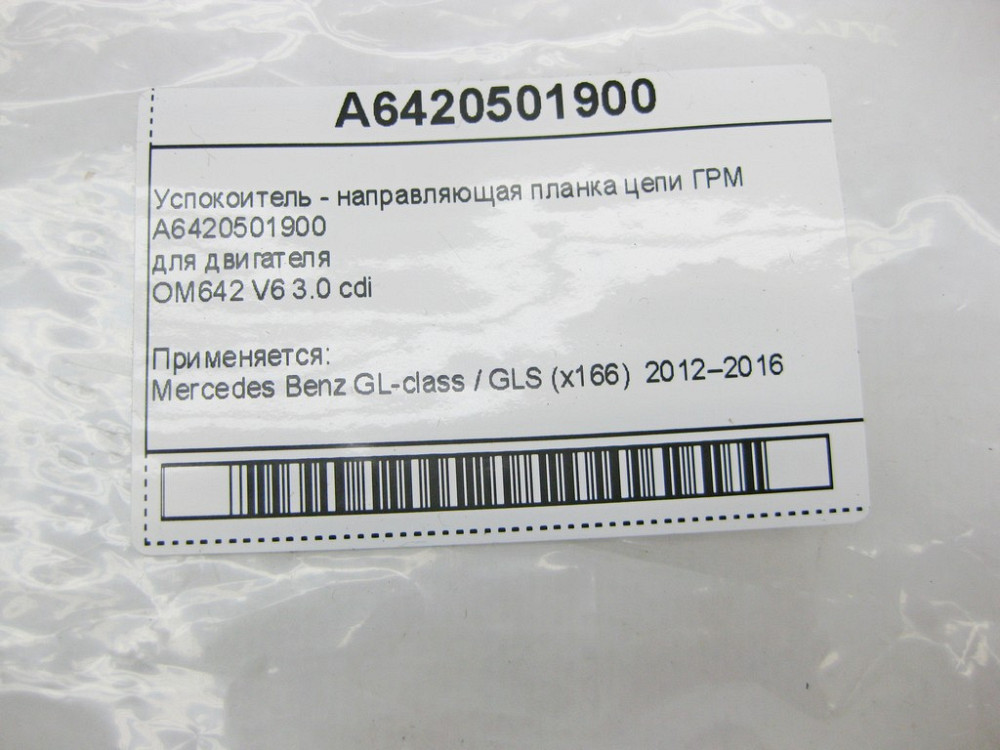 A6420501900
Успокоитель - направляющая планка цепи ГРМ
A6420501900
для двигателя
OM642 V6 3.0 cdi
Применяется:
Mercedes Benz GL-class / GLS (x166) 2012–2016